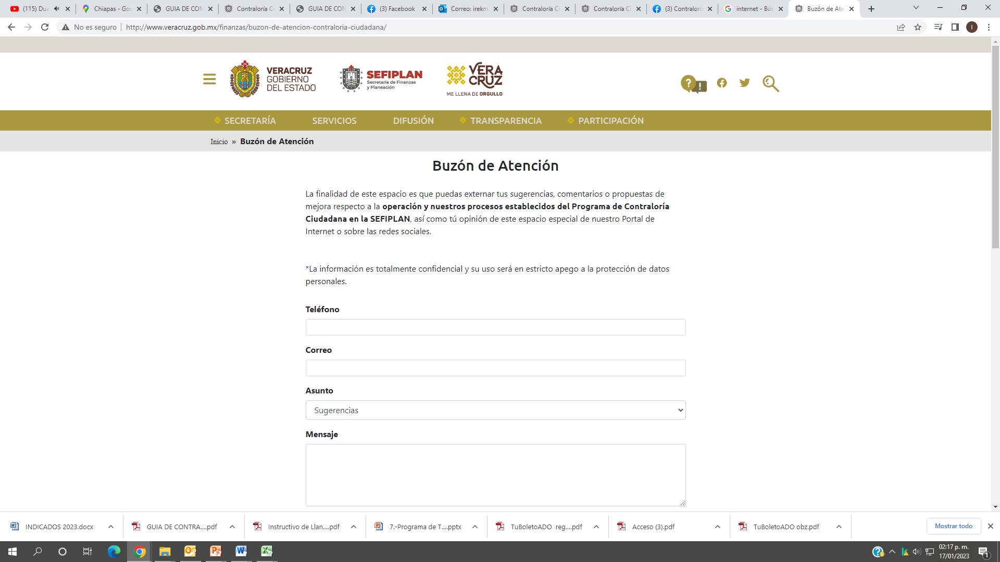 (115) Dua
Chiapas - Goo
GUIA DE CON
Contraloría Ci
GUIA DE CON
(3) Facebook
Correo: irekm
Contraloría Ci
Contraloría Ci
(3) Contraloría
internet - Bús
Buzón de Ate
No es seguro
http://www.veracruz.gob.mx/finanzas/buzon-de-atencion-contraloria-ciudadana/
I
VERACRUZ
GOBIERNO
DEL ESTADO
SEFIPLAN
Secretaría de Finanzas
y Planeación
VERA
CRUZ
ME LLENA DE ORGULLO
SECRETARÍA
SERVICIOS
DIFUSIÓN
TRANSPARENCIA
PARTICIPACIÓN
Inicio » Buzón de Atención
Buzón de Atención
La finalidad de este espacio es que puedas externar tus sugerencias, comentarios o propuestas de
mejora respecto a la operación y nuestros procesos establecidos del Programa de Contraloría
Ciudadana en la SEFIPLAN, así como tú opinión de este espacio especial de nuestro Portal de
Internet o sobre las redes sociales.
*La información es totalmente confidencial y su uso será en estricto apego a la protección de datos
personales.
Teléfono
Correo
Asunto
Sugerencias
Mensaje
INDICADOS 2023.docx
GUIA DE CONTRA....pdf
Instructivo de Llan....pdf
7.-Programa de T....pptx
TuBoletoADO reg....pdf
Acceso (3).pdf
TuBoletoADO obz.pdf
Mostrar todo
02:17 p. m.
17/01/2023
1